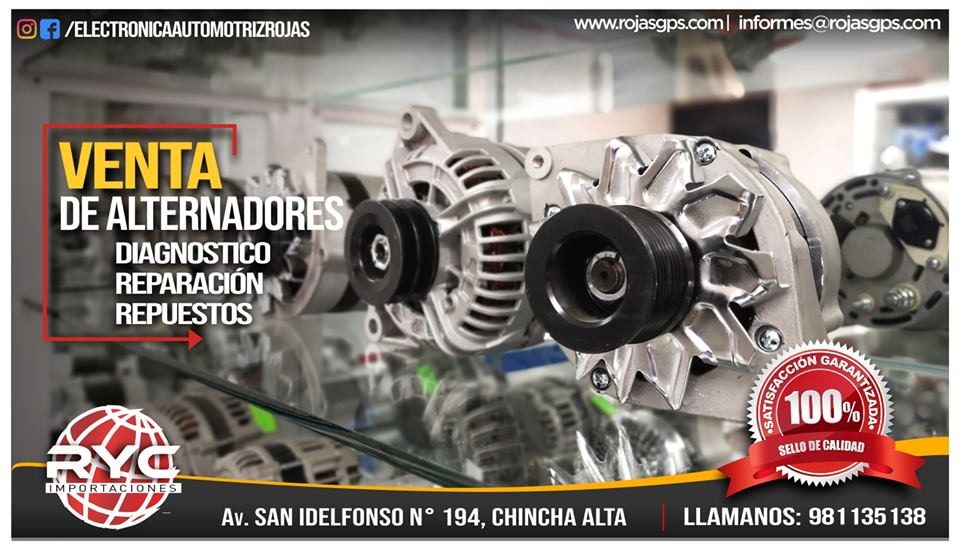 /ELECTRONICAAUTOMOTRIZROJAS
www.rojasgps.com | informes@rojasgps.com
VENTA
DE ALTERNADORES
DIAGNOSTICO
REPARACIÓN
REPUESTOS
SATISFACCIÓN GARANTIZADA
100%
SELLO DE CALIDAD
RYC
IMPORTACIONES
Av. SAN IDELFONSO N° 194, CHINCHA ALTA | LLAMANOS: 981135138